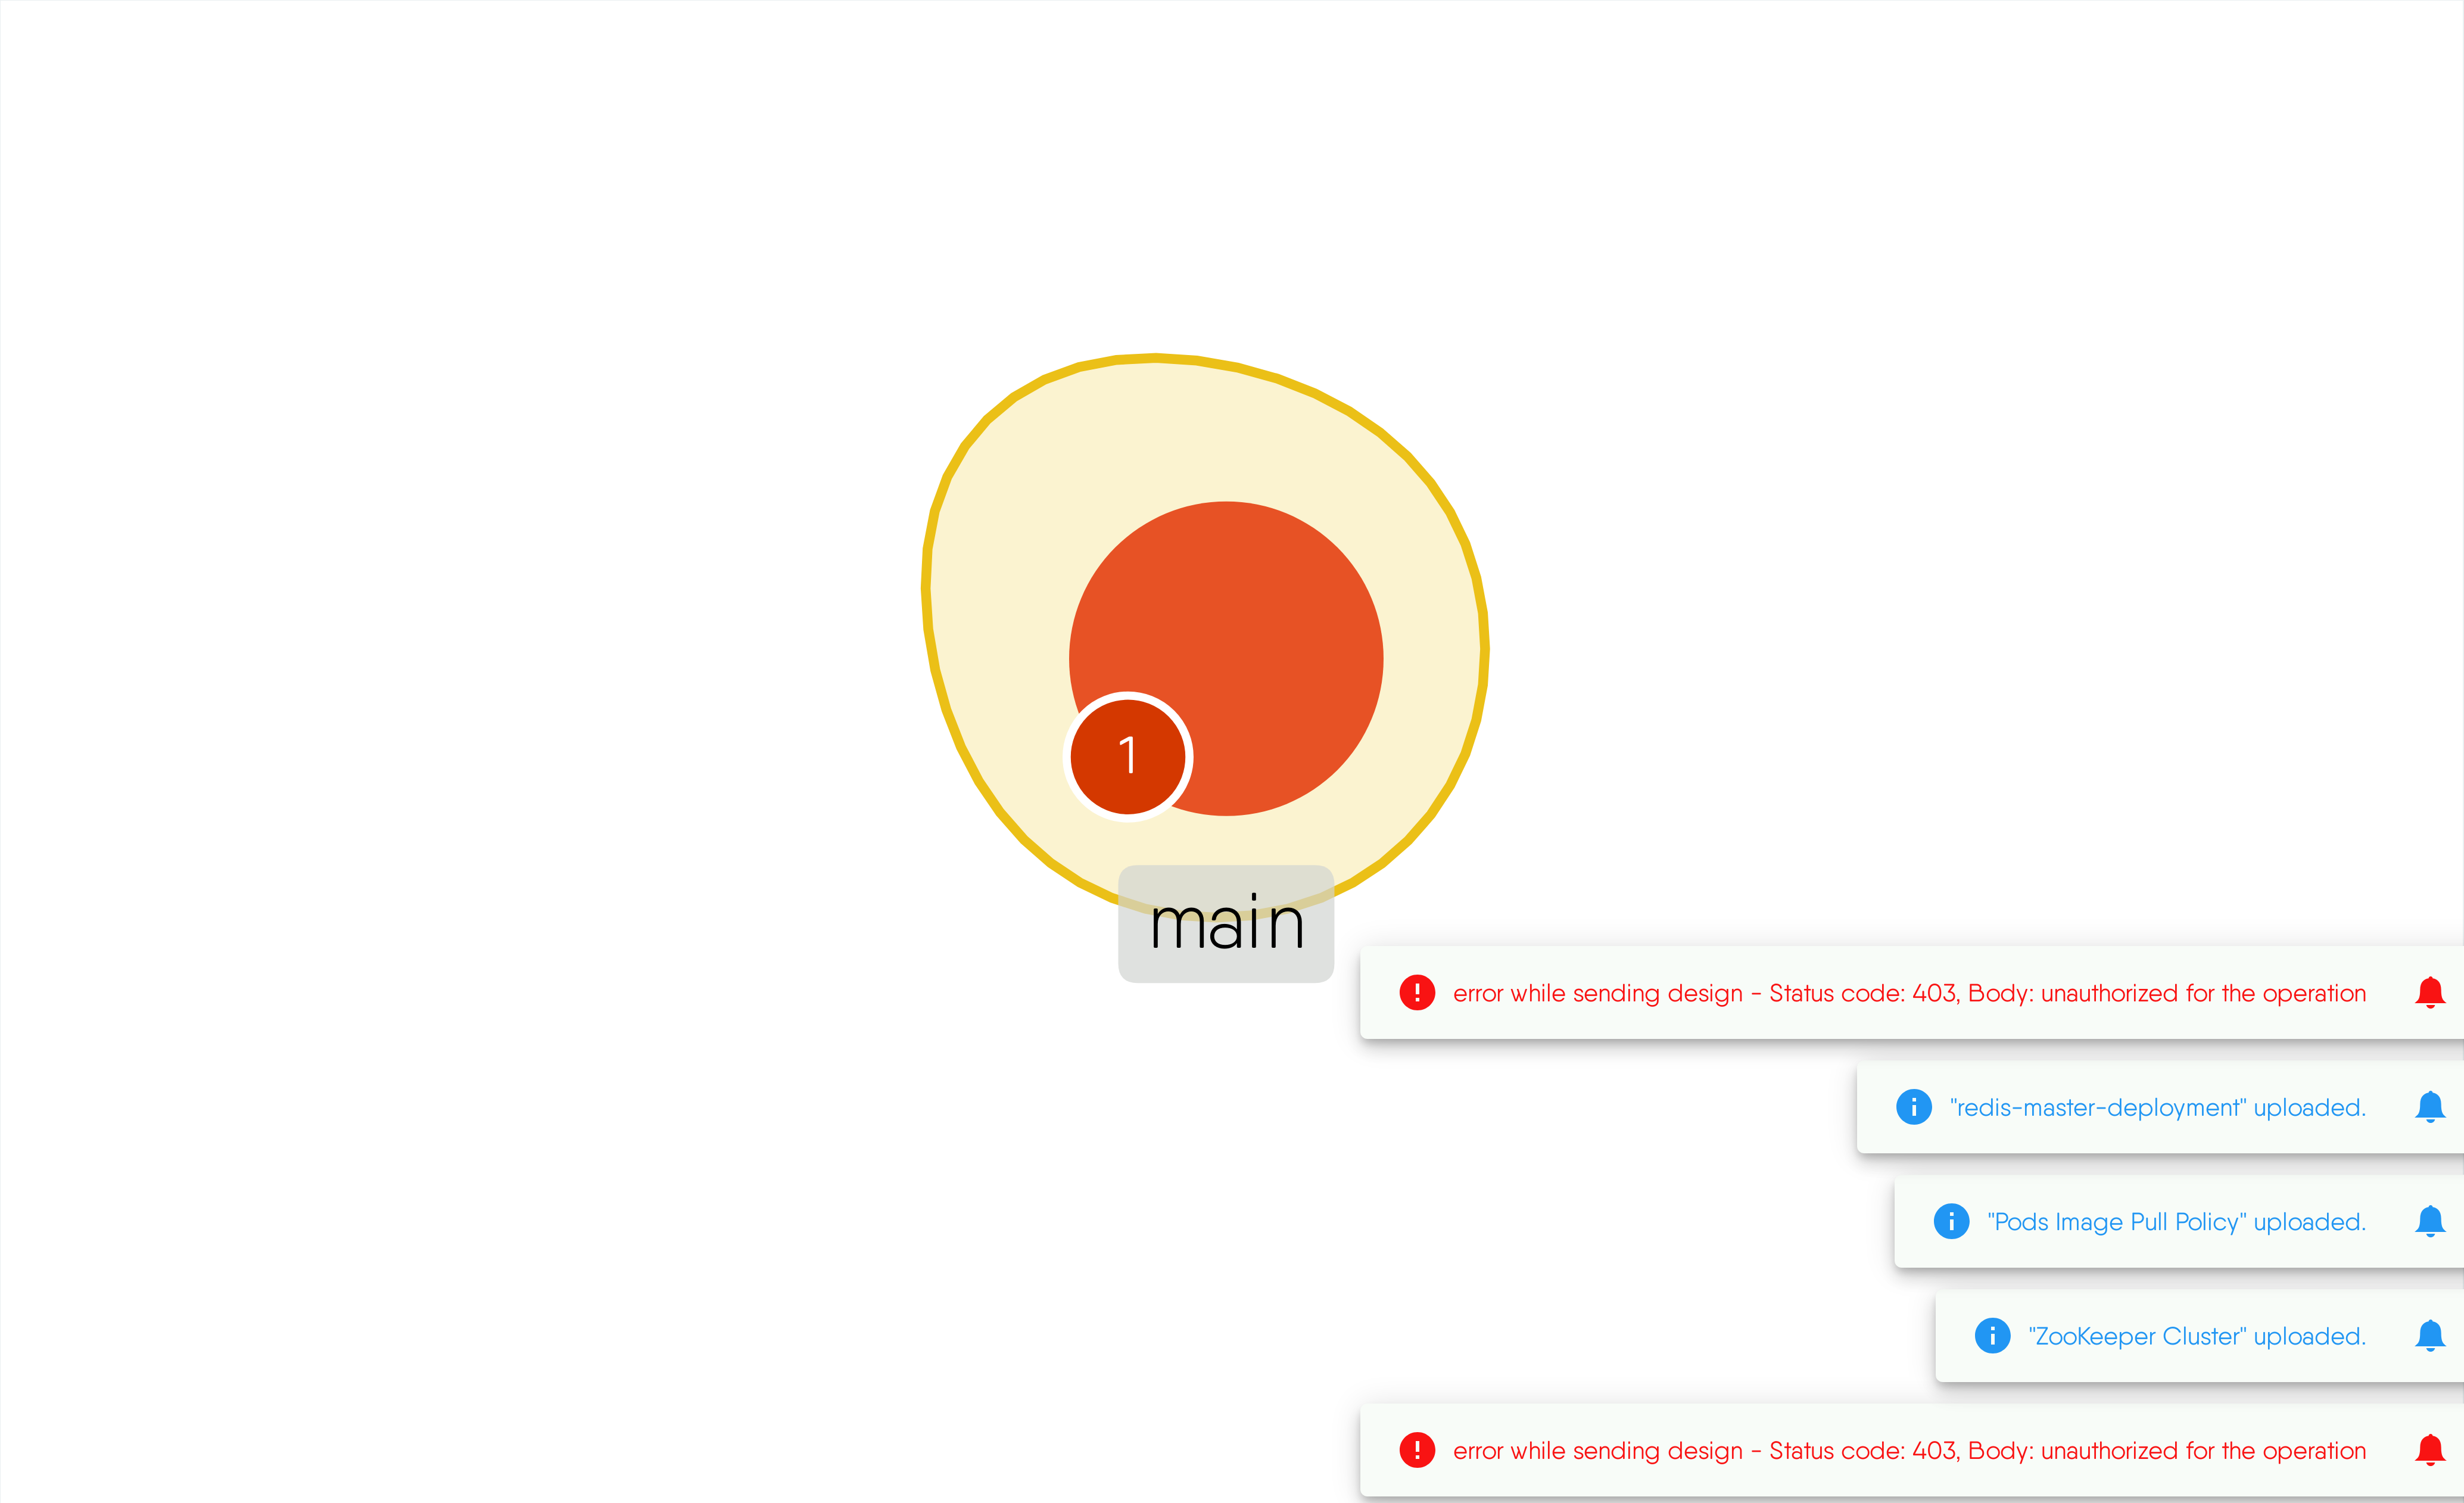 1
main
error while sending design - Status code: 403, Body: unauthorized for the operation
"redis-master-deployment" uploaded.
"Pods Image Pull Policy" uploaded.
"ZooKeeper Cluster" uploaded.
error while sending design - Status code: 403, Body: unauthorized for the operation